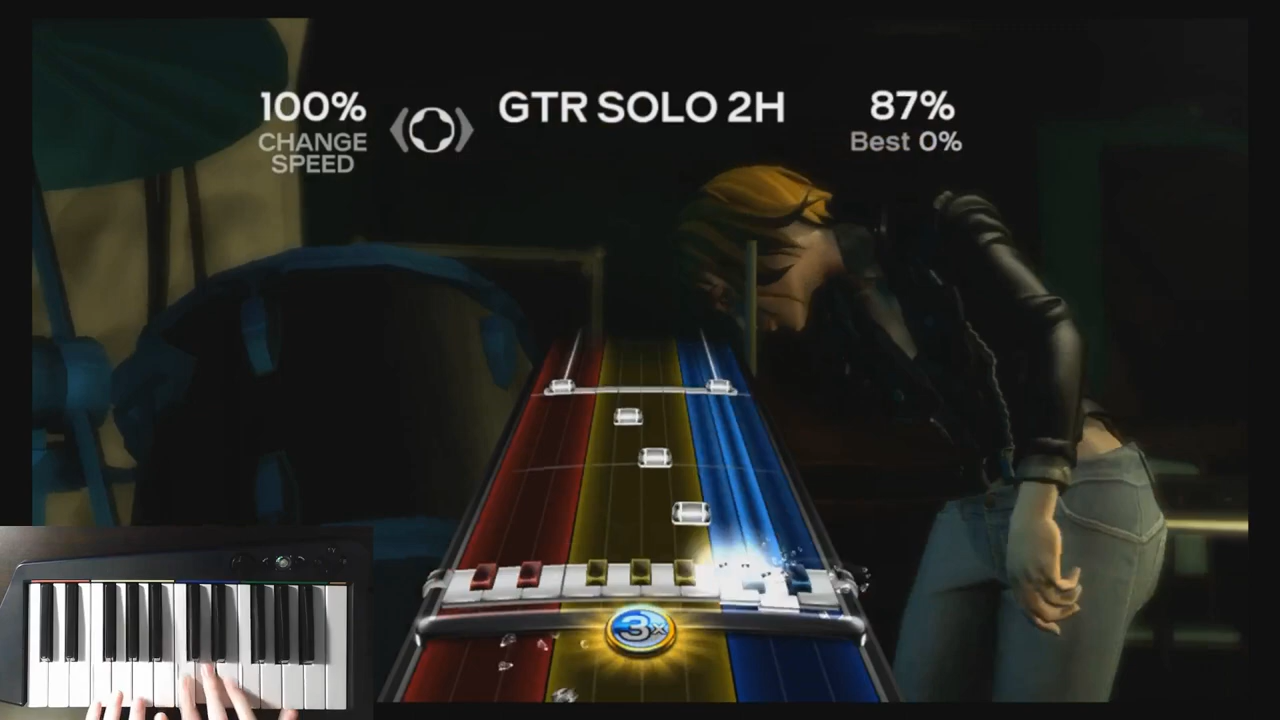 100%
CHANGE
SPEED
GTR SOLO 2H
87%
Best 0%
3x